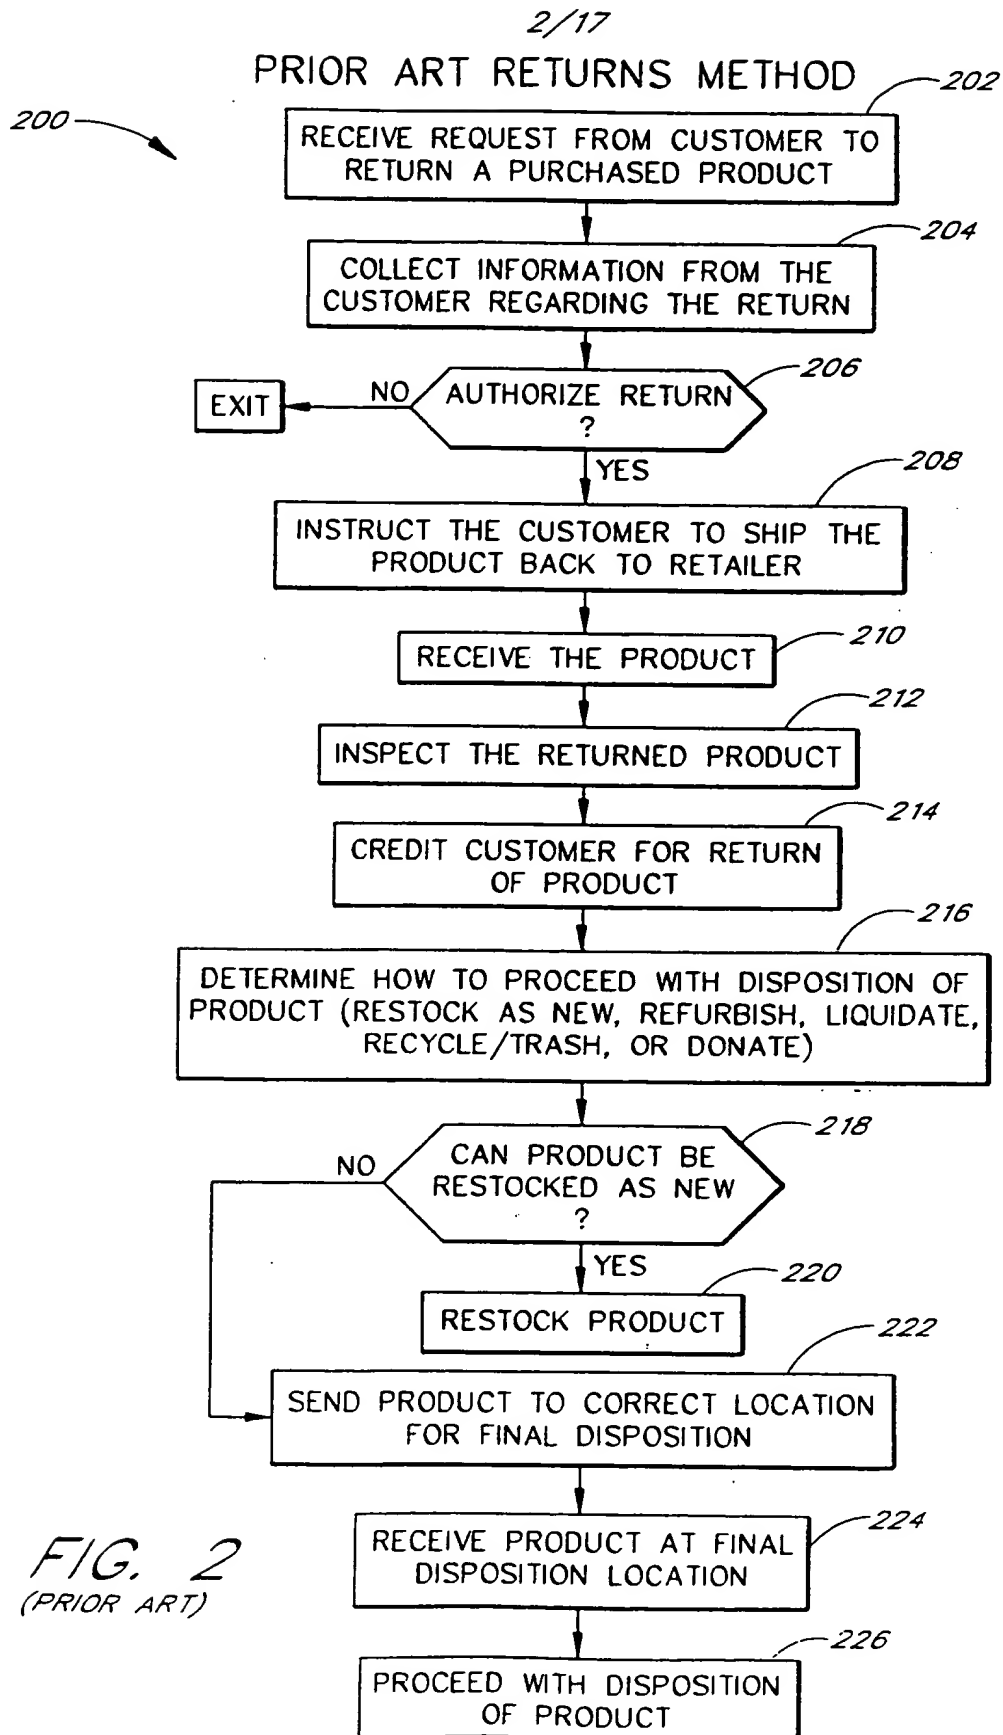 2/17
PRIOR ART RETURNS METHOD
200
202
RECEIVE REQUEST FROM CUSTOMER TO
RETURN A PURCHASED PRODUCT
204
COLLECT INFORMATION FROM THE
CUSTOMER REGARDING THE RETURN
206
AUTHORIZE RETURN
?
NO
EXIT
YES
208
INSTRUCT THE CUSTOMER TO SHIP THE
PRODUCT BACK TO RETAILER
210
RECEIVE THE PRODUCT
212
INSPECT THE RETURNED PRODUCT
214
CREDIT CUSTOMER FOR RETURN
OF PRODUCT
216
DETERMINE HOW TO PROCEED WITH DISPOSITION OF
PRODUCT (RESTOCK AS NEW, REFURBISH, LIQUIDATE,
RECYCLE/TRASH, OR DONATE)
218
CAN PRODUCT BE
RESTOCKED AS NEW
?
NO
YES
220
RESTOCK PRODUCT
222
SEND PRODUCT TO CORRECT LOCATION
FOR FINAL DISPOSITION
224
RECEIVE PRODUCT AT FINAL
DISPOSITION LOCATION
226
PROCEED WITH DISPOSITION
OF PRODUCT
FIG. 2
(PRIOR ART)